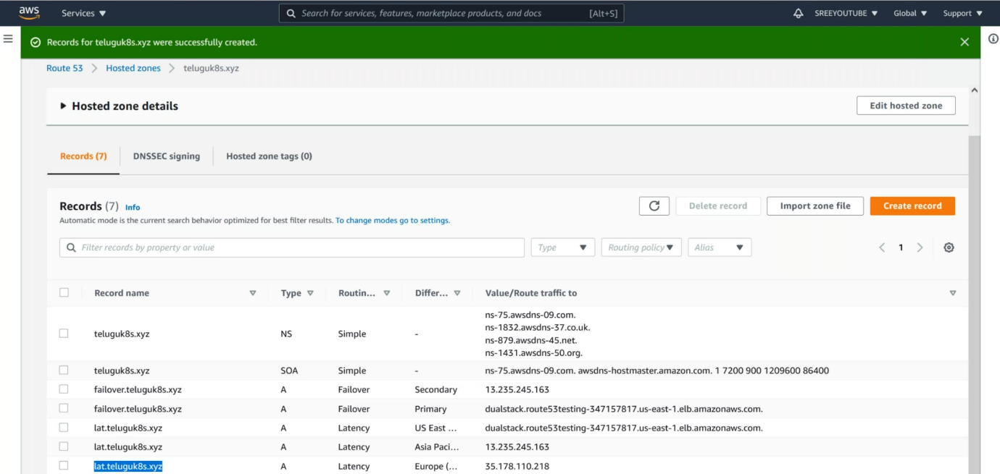 aws Services ▼ Search for services, features, marketplace products, and docs [Alt+S] SREEYOUTUBE ▼ Global ▼ Support ▼
Records for teluguk8s.xyz were successfully created.
Route 53 > Hosted zones > teluguk8s.xyz
Hosted zone details Edit hosted zone
Records (7) DNSSEC signing Hosted zone tags (0)
Records (7) Info Delete record Import zone file Create record
Automatic mode is the current search behavior optimized for best filter results. To change modes go to settings.
Filter records by property or value Type ▼ Routing policy ▼ Alias ▼ < 1 >
Record name Type Routin... Differ... Value/Route traffic to
ns-75.awsdns-09.com.
ns-1832.awsdns-37.co.uk.
teluguk8s.xyz NS Simple -
ns-879.awsdns-45.net.
ns-1431.awsdns-50.org.
teluguk8s.xyz SOA Simple - ns-75.awsdns-09.com. awsdns-hostmaster.amazon.com. 1 7200 900 1209600 86400
failover.teluguk8s.xyz A Failover Secondary 13.235.245.163
failover.teluguk8s.xyz A Failover Primary dualstack.route53testing-347157817.us-east-1.elb.amazonaws.com.
lat.teluguk8s.xyz A Latency US East ... dualstack.route53testing-347157817.us-east-1.elb.amazonaws.com.
lat.teluguk8s.xyz A Latency Asia Paci... 13.235.245.163
lat.teluguk8s.xyz A Latency Europe (... 35.178.110.218